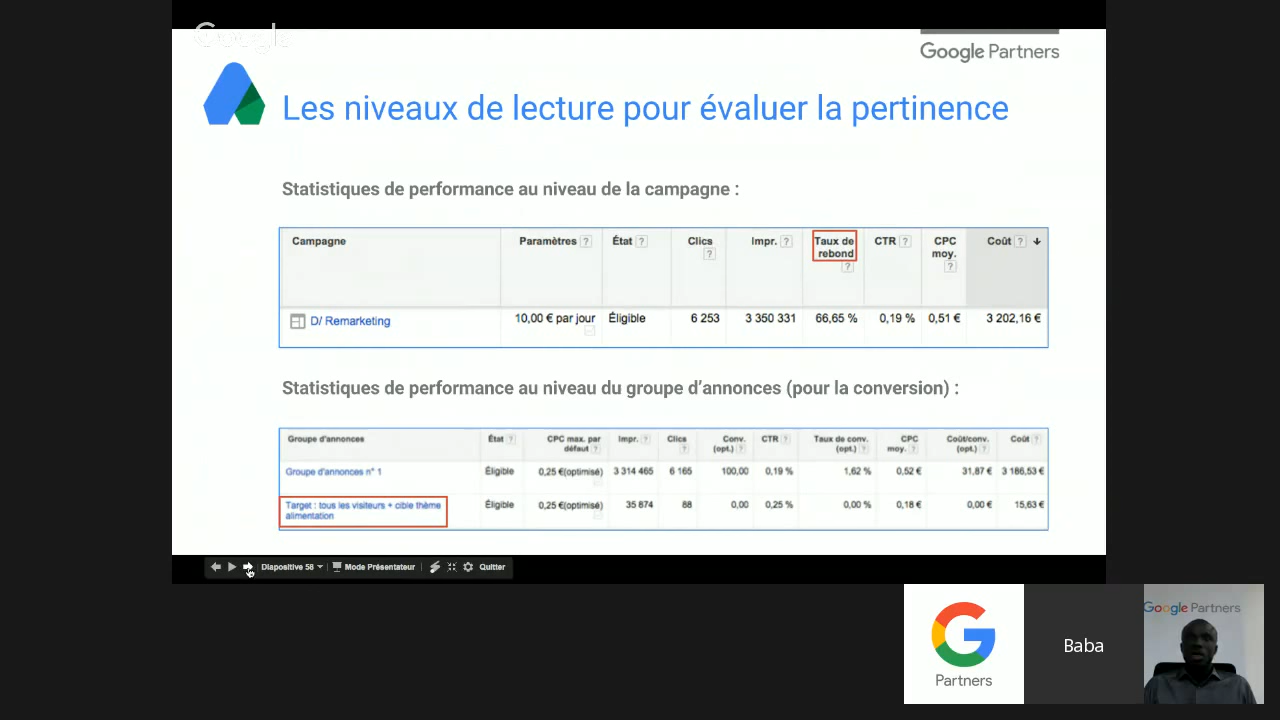 Google
Google Partners
Les niveaux de lecture pour évaluer la pertinence
Statistiques de performance au niveau de la campagne :
Campagne Paramètres ? État ? Clics ? Impr. ? Taux de rebond ? CTR ? CPC moy. ? Coût ? ↓
D/ Remarketing 10,00 € par jour Éligible 6 253 3 350 331 66,65 % 0,19 % 0,51 € 3 202,16 €
Statistiques de performance au niveau du groupe d’annonces (pour la conversion) :
Groupe d'annonces État ? CPC max. par défaut ? Impr. ? Clics ? Conv. (opt.) ? CTR ? Taux de conv. (opt.) ? CPC moy. ? Coût/conv. (opt.) ? Coût ?
Groupe d'annonces n° 1 Éligible 0,25 €(optimisé) 3 314 465 6 165 100,00 0,19 % 1,62 % 0,52 € 31,87 € 3 186,53 €
Target : tous les visiteurs + cible thème alimentation Éligible 0,25 €(optimisé) 35 874 88 0,00 0,25 % 0,00 % 0,18 € 0,00 € 15,63 €
Diapositive 58 Mode Présentateur Quitter
Partners
Baba
Google Partners